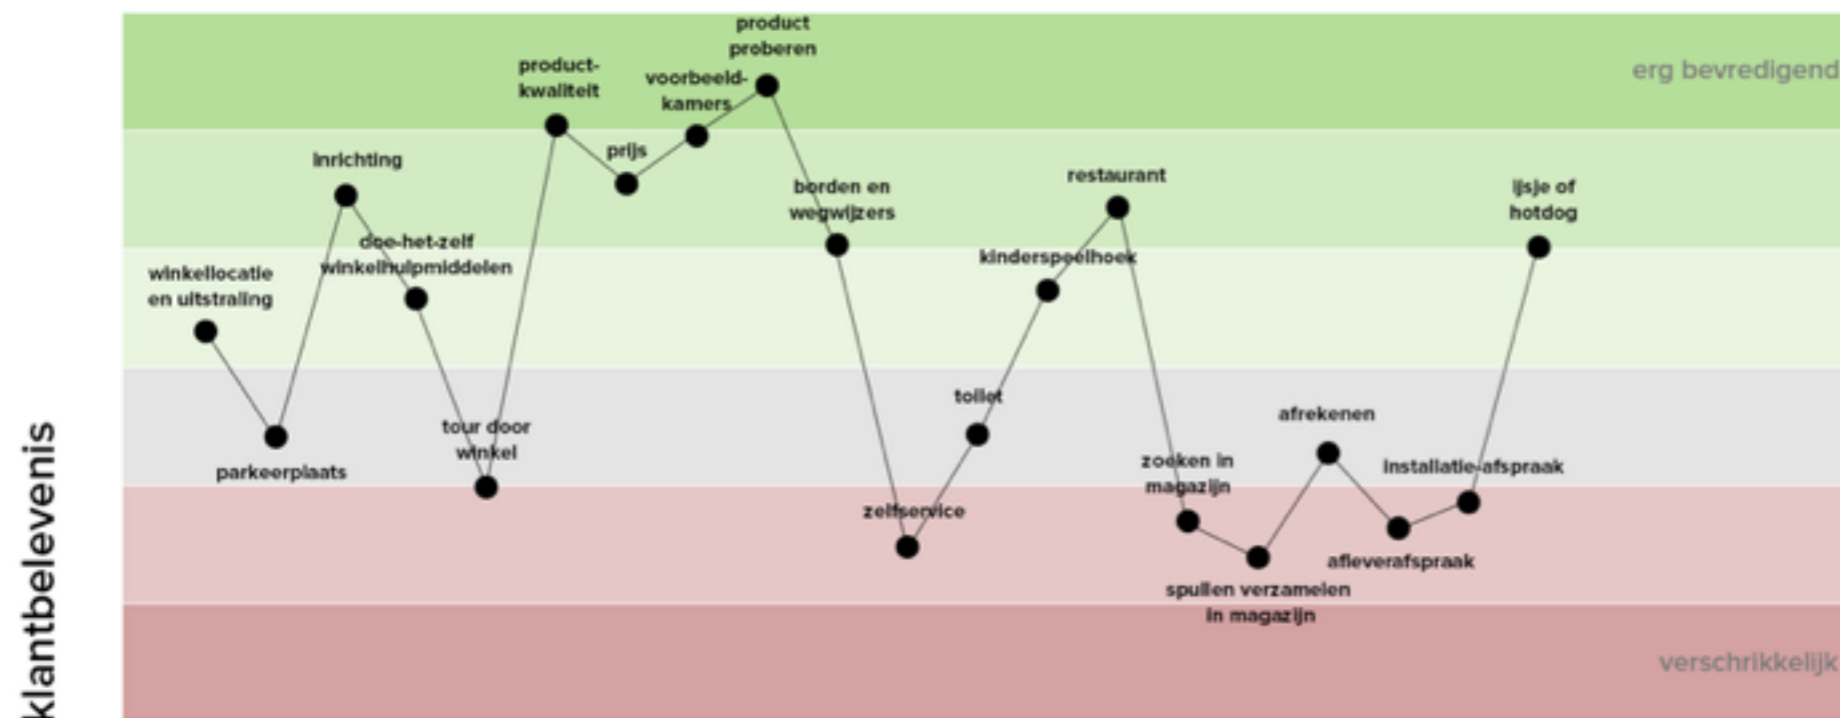 product
proberen
erg bevredigend
product-
kwaliteit
voorbeeld-
kamers
prijs
inrichting
restaurant
borden en
wegwijzers
ijsje of
hotdog
doe-het-zelf
winkelhulpmiddelen
kinderspeelhoek
winkellocatie
en uitstraling
toilet
afrekenen
tour door
winkel
parkeerplaats
zoeken in
magazijn
installatie-afspraak
zelfservice
afleverafspraak
spullen verzamelen
in magazijn
verschrikkelijk
klantbelevenis